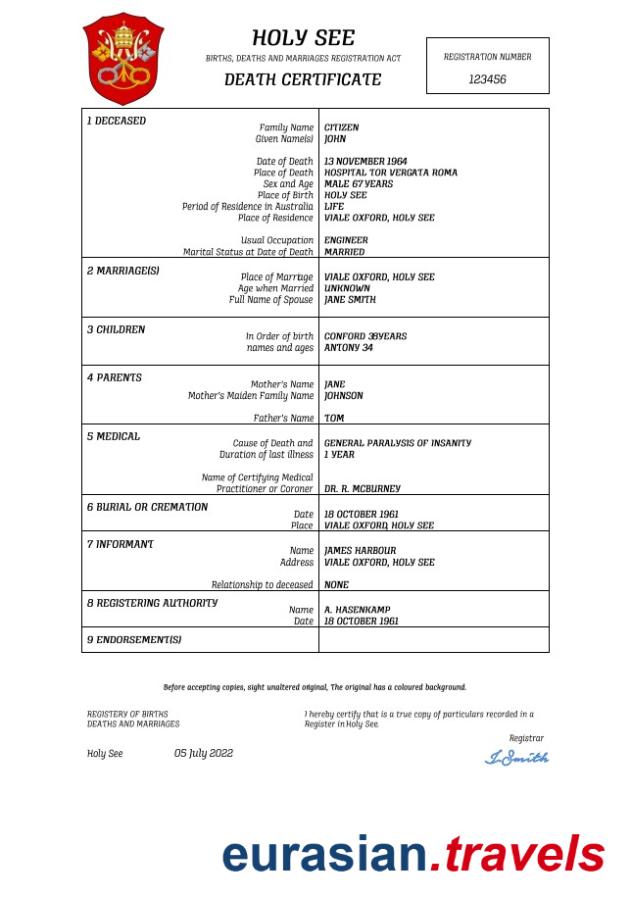 HOLY SEE
BIRTHS, DEATHS AND MARRIAGES REGISTRATION ACT
DEATH CERTIFICATE
REGISTRATION NUMBER
123456
1 DECEASED
Family Name CITIZEN
Given Name(s) JOHN
Date of Death 13 NOVEMBER 1964
Place of Death HOSPITAL TOR VERGATA ROMA
Sex and Age MALE 67 YEARS
Place of Birth HOLY SEE
Period of Residence in Australia LIFE
Place of Residence VIALE OXFORD, HOLY SEE
Usual Occupation ENGINEER
Marital Status at Date of Death MARRIED
2 MARRIAGE(S)
Place of Marriage VIALE OXFORD, HOLY SEE
Age when Married UNKNOWN
Full Name of Spouse JANE SMITH
3 CHILDREN
In Order of birth CONFORD 38YEARS
names and ages ANTONY 34
4 PARENTS
Mother's Name JANE
Mother's Maiden Family Name JOHNSON
Father's Name TOM
5 MEDICAL
Cause of Death and GENERAL PARALYSIS OF INSANITY
Duration of last illness 1 YEAR
Name of Certifying Medical
Practitioner or Coroner DR. R. MCBURNEY
6 BURIAL OR CREMATION
Date 18 OCTOBER 1961
Place VIALE OXFORD, HOLY SEE
7 INFORMANT
Name JAMES HARBOUR
Address VIALE OXFORD, HOLY SEE
Relationship to deceased NONE
8 REGISTERING AUTHORITY
Name A. HASENKAMP
Date 18 OCTOBER 1961
9 ENDORSEMENT(S)
Before accepting copies, sight unaltered original, The original has a coloured background.
REGISTERY OF BIRTHS
DEATHS AND MARRIAGES
I hereby certify that is a true copy of particulars recorded in a
Register in Holy See.
Registrar
Holy See 05 July 2022
J.Smith
eurasian.travels